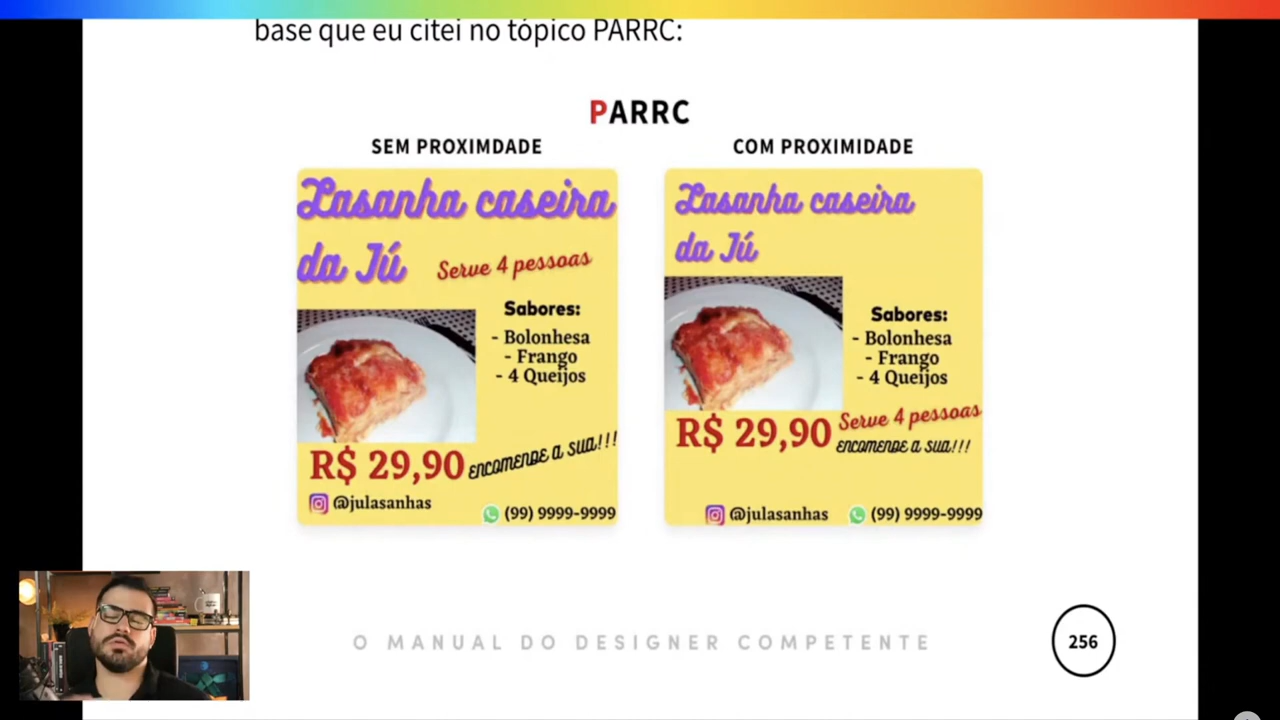 base que eu citei no tópico PARRC:
PARRC
SEM PROXIMDADE
Lasanha caseira
da Jú
Serve 4 pessoas
Sabores:
- Bolonhesa
- Frango
- 4 Queijos
R$ 29,90
ENCOMENDE A SUA!!!
@julasanhas
(99) 9999-9999
COM PROXIMIDADE
Lasanha caseira
da Jú
Sabores:
- Bolonhesa
- Frango
- 4 Queijos
R$ 29,90
Serve 4 pessoas
ENCOMENDE A SUA!!!
@julasanhas
(99) 9999-9999
O MANUAL DO DESIGNER COMPETENTE
256